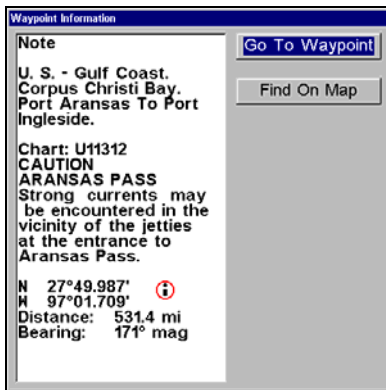 Waypoint Information
Note
U. S. - Gulf Coast.
Corpus Christi Bay.
Port Aransas To Port
Ingleside.
Chart: U11312
CAUTION
ARANSAS PASS
Strong currents may
be encountered in the
vicinity of the jetties
at the entrance to
Aransas Pass.
N 27°49.987'
W 97°01.709'
Distance: 531.4 mi
Bearing: 171° mag
Go To Waypoint
Find On Map